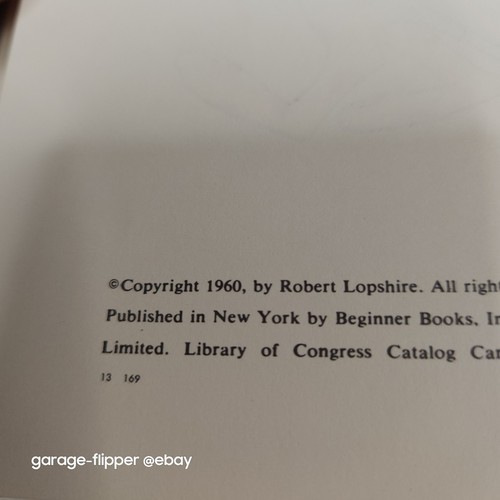 ©Copyright 1960, by Robert Lopshire. All
Published in New York by Beginner Books,
Limited. Library of Congress Catalog
13 169
garage-flipper @ebay